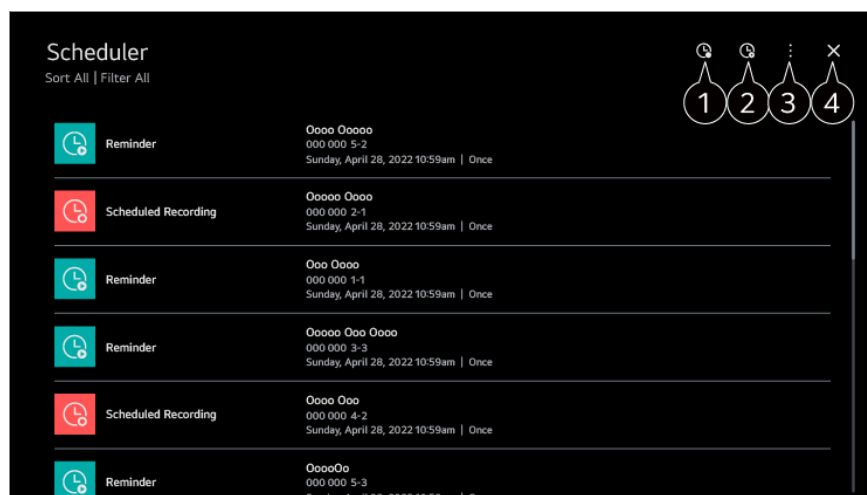 Scheduler
Sort All | Filter All
1 2 3 4
Reminder
Oooo Ooooo
000 000 5-2
Sunday, April 28, 2022 10:59am | Once
Scheduled Recording
Ooooo Oooo
000 000 2-1
Sunday, April 28, 2022 10:59am | Once
Reminder
Ooo Oooo
000 000 1-1
Sunday, April 28, 2022 10:59am | Once
Reminder
Ooooo Ooo Oooo
000 000 3-3
Sunday, April 28, 2022 10:59am | Once
Scheduled Recording
Oooo Ooo
000 000 4-2
Sunday, April 28, 2022 10:59am | Once
Reminder
OoooOo
000 000 5-3